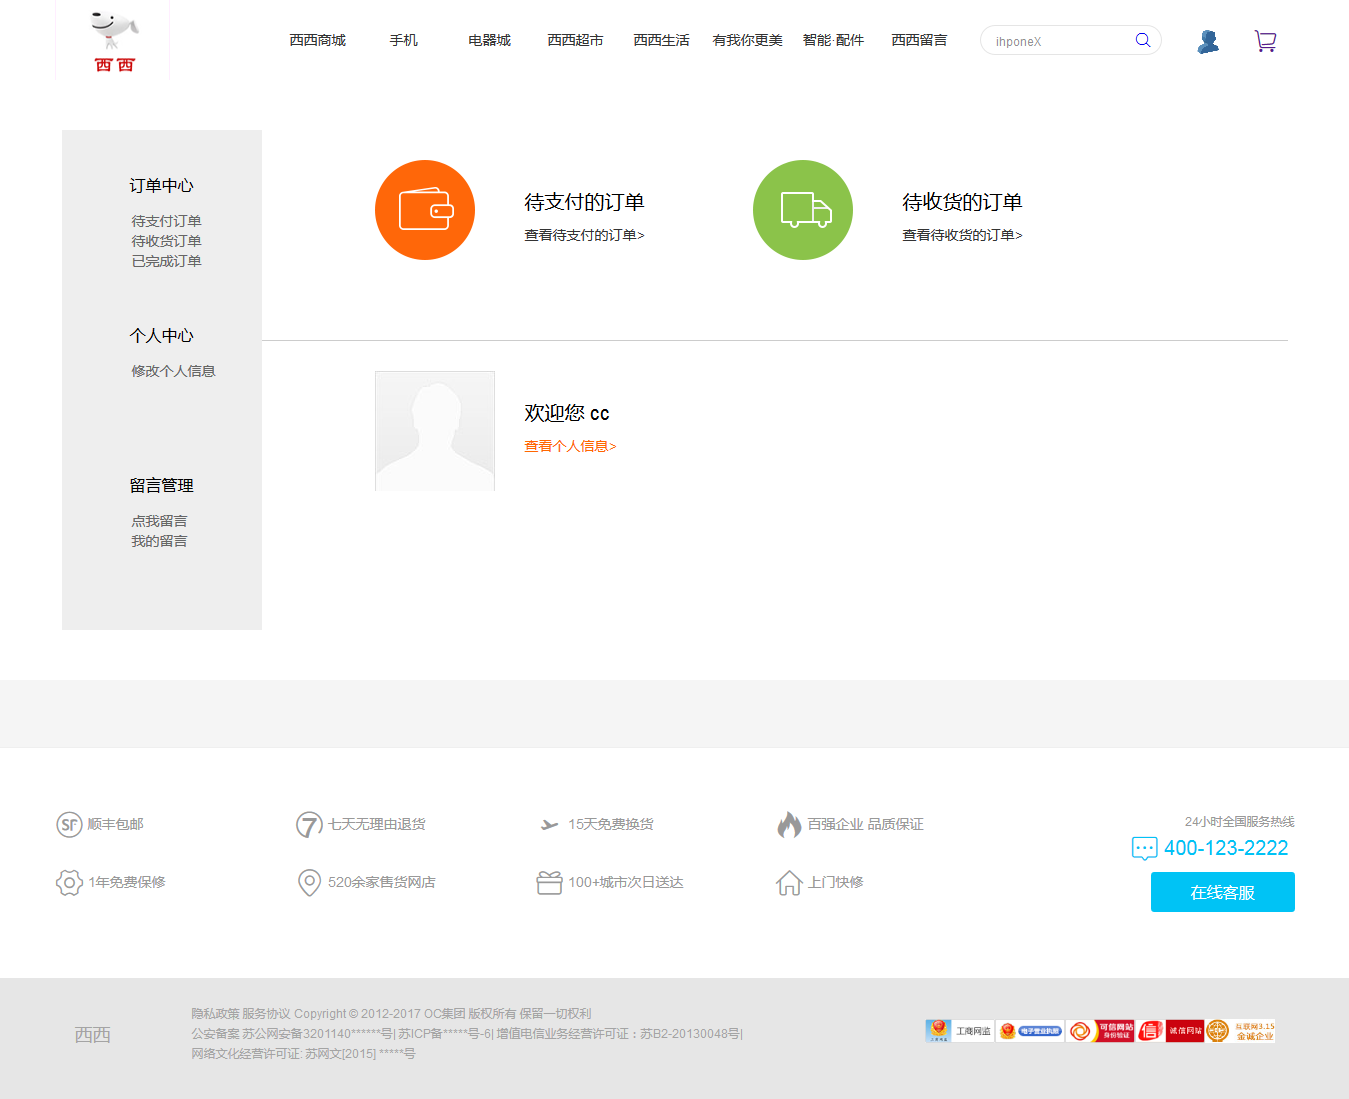 西西
西西商城 手机 电器城 西西超市 西西生活 有我你更美 智能·配件 西西留言 ihponeX
订单中心
待支付订单
待收货订单
已完成订单
个人中心
修改个人信息
留言管理
点我留言
我的留言
待支付的订单
查看待支付的订单>
待收货的订单
查看待收货的订单>
欢迎您 cc
查看个人信息>
SF 顺丰包邮 7 七天无理由退货 15天免费换货 百强企业 品质保证
1年免费保修 520余家售货网店 100+城市次日送达 上门快修
24小时全国服务热线
400-123-2222
在线客服
西西
隐私政策 服务协议 Copyright © 2012-2017 OC集团 版权所有 保留一切权利
公安备案 苏公网安备3201140******号| 苏ICP备*****号-6| 增值电信业务经营许可证：苏B2-20130048号|
网络文化经营许可证: 苏网文[2015] *****号
工商网监 电子营业执照 可信网站 身份验证 信 诚信网站 互联网3.15 金诚企业